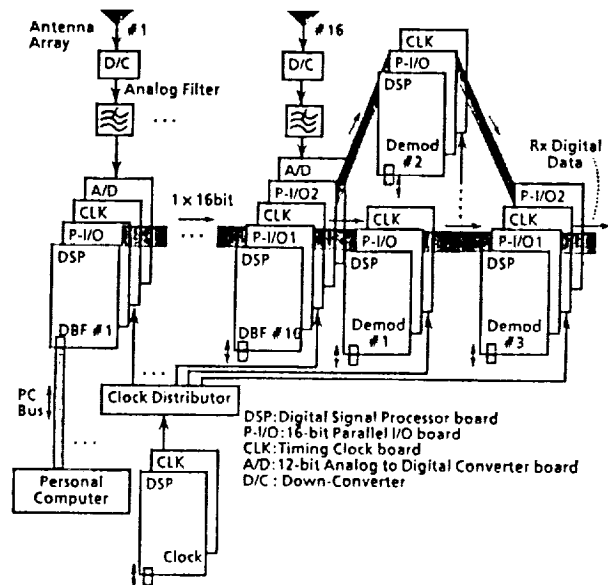 Antenna
Array
#1
#16
D/C
D/C
Analog Filter
...
CLK
P-I/O
DSP
Demod
#2
Rx Digital
Data
A/D
CLK
P-I/O
DSP
DBF #1
1 x 16bit
...
A/D
P-I/O2
CLK
P-I/O1
DSP
DBF #16
CLK
P-I/O
DSP
Demod
#1
P-I/O2
CLK
P-I/O1
DSP
Demod
#3
PC
Bus
...
Clock Distributor
...
Personal
Computer
CLK
DSP
Clock
DSP: Digital Signal Processor board
P-I/O: 16-bit Parallel I/O board
CLK: Timing Clock board
A/D: 12-bit Analog to Digital Converter board
D/C: Down-Converter